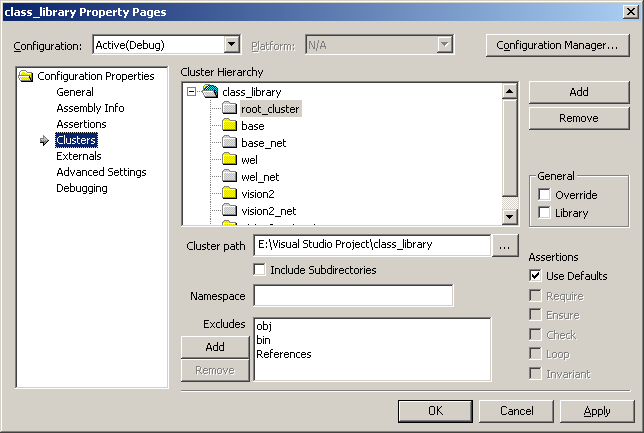 class_library Property Pages
Configuration: Active(Debug) Platform: N/A Configuration Manager...
Configuration Properties
General
Assembly Info
Assertions
Clusters
Externals
Advanced Settings
Debugging
Cluster Hierarchy
class_library
root_cluster
base
base_net
wel
wel_net
vision2
vision2_net
Add
Remove
General
Override
Library
Cluster path E:\Visual Studio Project\class_library ...
Include Subdirectories
Namespace
Excludes
obj
bin
References
Add
Remove
Assertions
Use Defaults
Require
Ensure
Check
Loop
Invariant
OK Cancel Apply